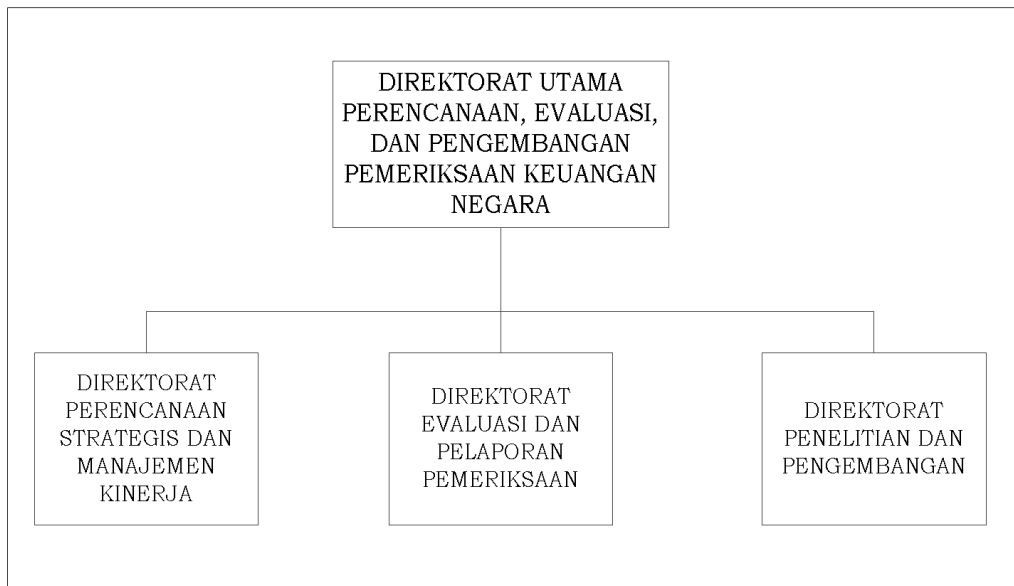 DIREKTORAT UTAMA
PERENCANAAN, EVALUASI,
DAN PENGEMBANGAN
PEMERIKSAAN KEUANGAN
NEGARA
DIREKTORAT
PERENCANAAN
STRATEGIS DAN
MANAJEMEN
KINERJA
DIREKTORAT
EVALUASI DAN
PELAPORAN
PEMERIKSAAN
DIREKTORAT
PENELITIAN DAN
PENGEMBANGAN